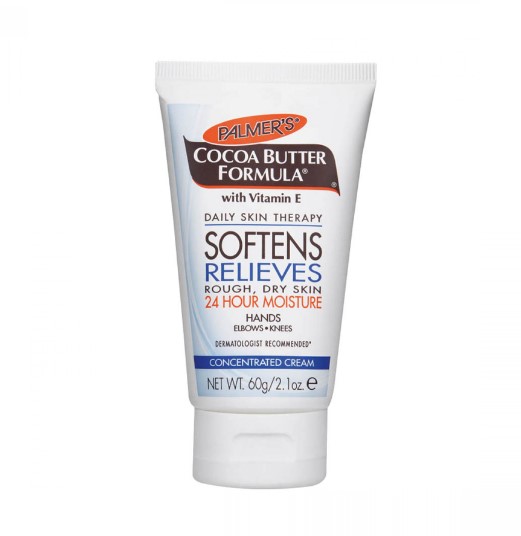 PALMER'S®
COCOA BUTTER
FORMULA®
with Vitamin E
DAILY SKIN THERAPY
SOFTENS
RELIEVES
ROUGH, DRY SKIN
24 HOUR MOISTURE
HANDS
ELBOWS • KNEES
DERMATOLOGIST RECOMMENDED*
CONCENTRATED CREAM
NET WT. 60g/2.1oz. ℮